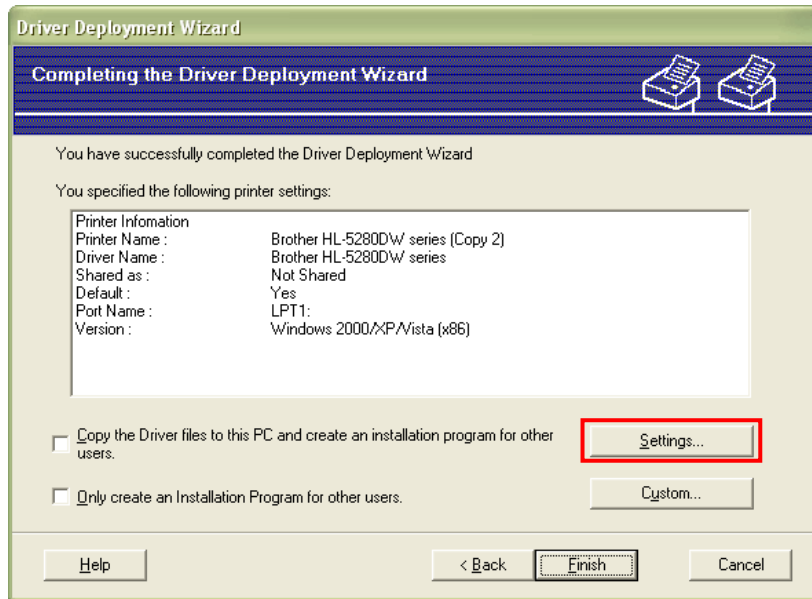 Driver Deployment Wizard
Completing the Driver Deployment Wizard
You have successfully completed the Driver Deployment Wizard
You specified the following printer settings:
Printer Infomation
Printer Name : Brother HL-5280DW series (Copy 2)
Driver Name : Brother HL-5280DW series
Shared as : Not Shared
Default : Yes
Port Name : LPT1:
Version : Windows 2000/XP/Vista (x86)
Copy the Driver files to this PC and create an installation program for other
users.
Settings...
Only create an Installation Program for other users.
Custom...
Help
< Back
Finish
Cancel